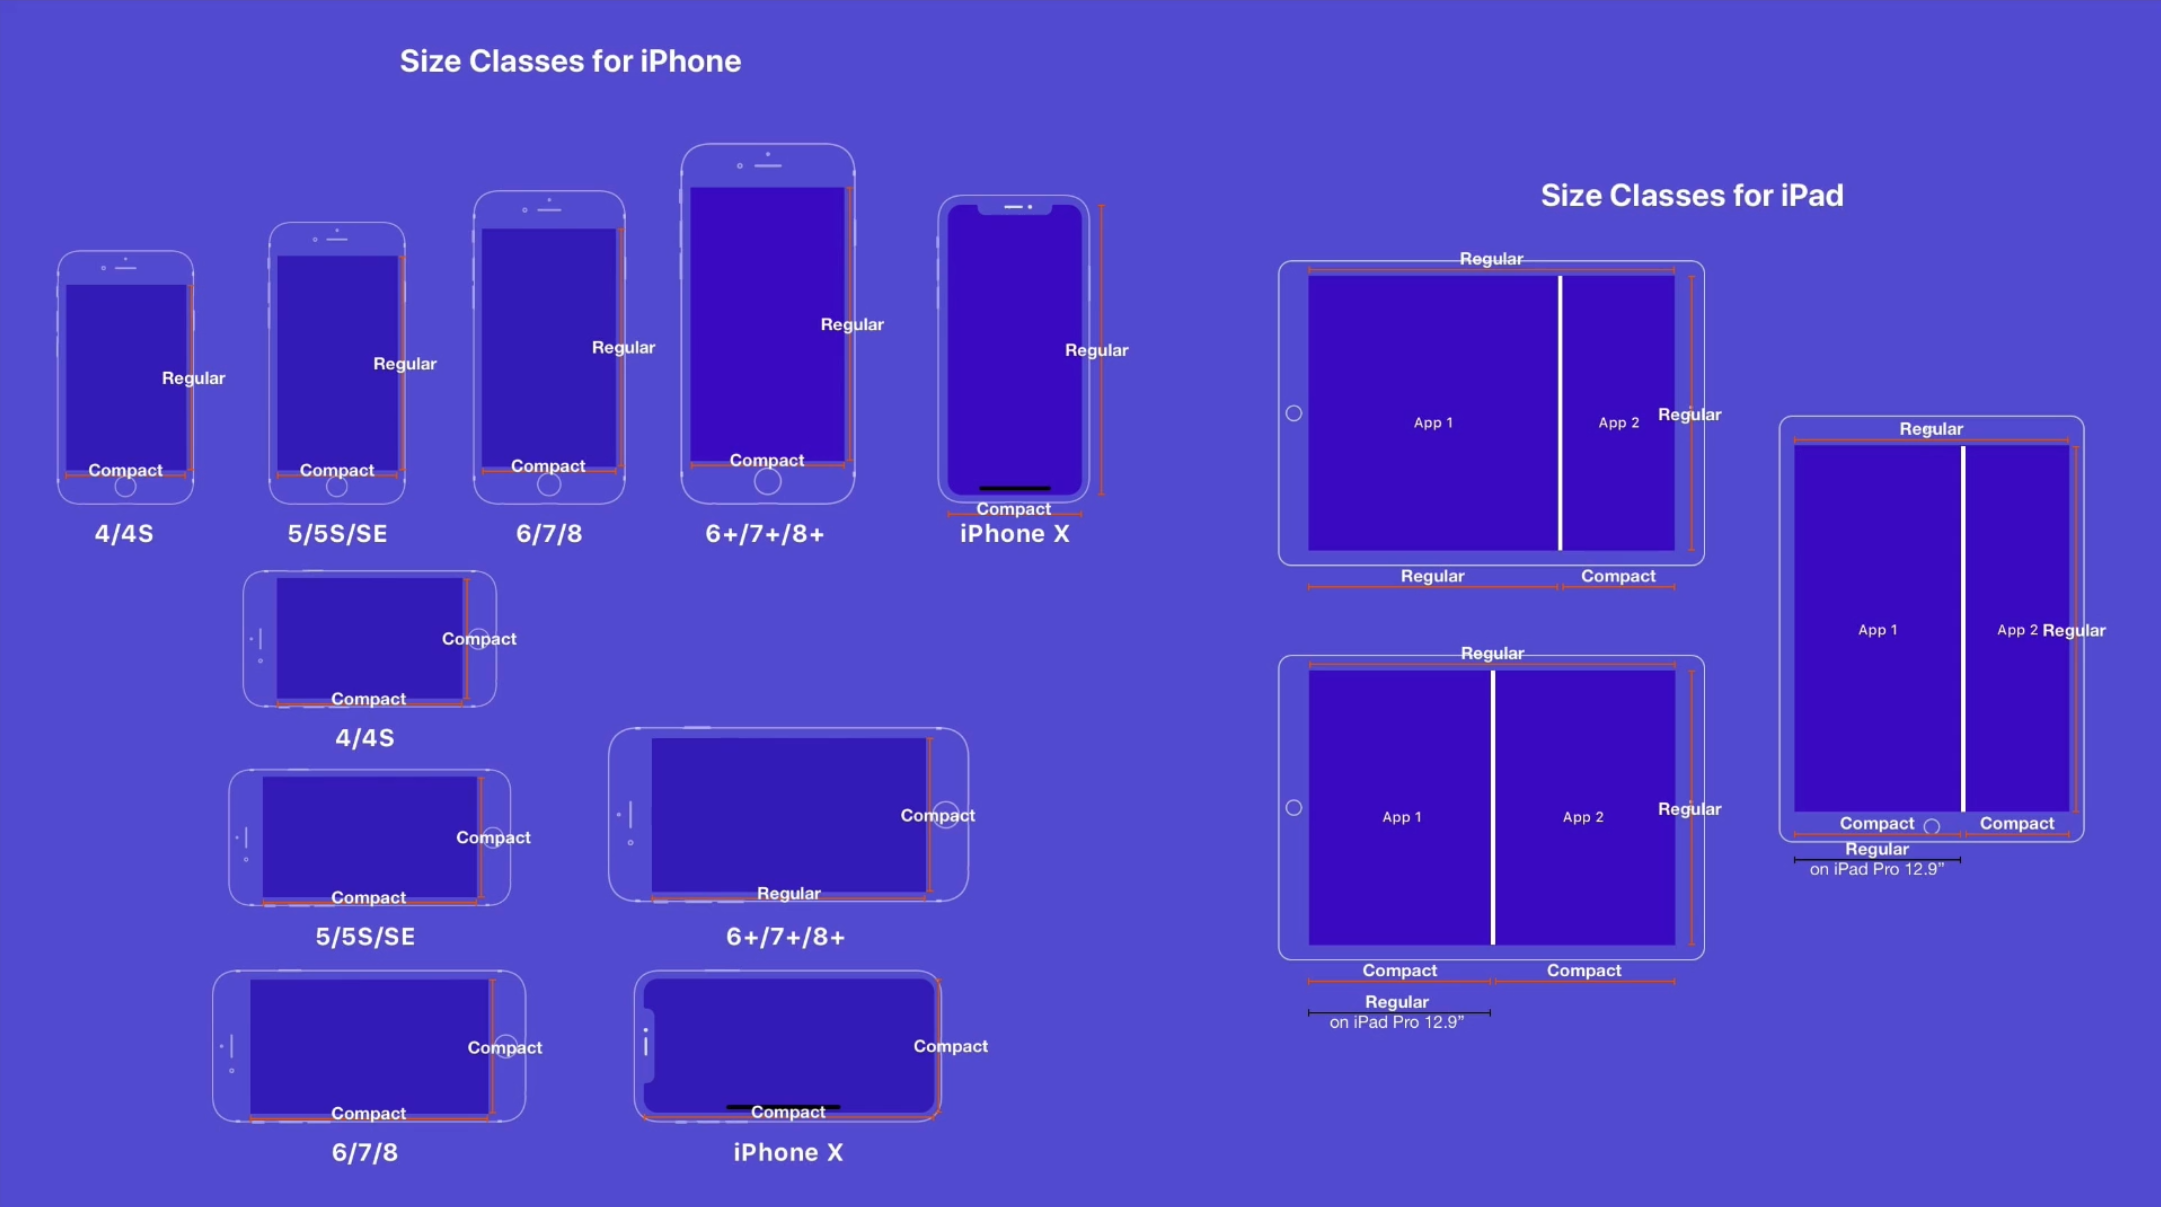 Size Classes for iPhone
Regular
Compact
4/4S
Regular
Compact
5/5S/SE
Regular
Compact
6/7/8
Regular
Compact
6+/7+/8+
Regular
Compact
iPhone X
Compact
Compact
4/4S
Compact
Compact
5/5S/SE
Compact
Compact
6/7/8
Compact
Regular
6+/7+/8+
Compact
Compact
iPhone X
Size Classes for iPad
Regular
App 1
App 2
Regular
Regular
Compact
Regular
App 1
App 2
Regular
Compact
Compact
Regular
on iPad Pro 12.9”
Regular
App 1
App 2
Regular
Compact
Compact
Regular
on iPad Pro 12.9”